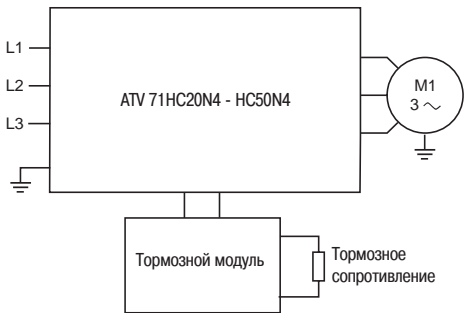 L1
L2
L3
ATV 71HC20N4 - HC50N4
M1
3 ~
Тормозной модуль
Тормозное
сопротивление